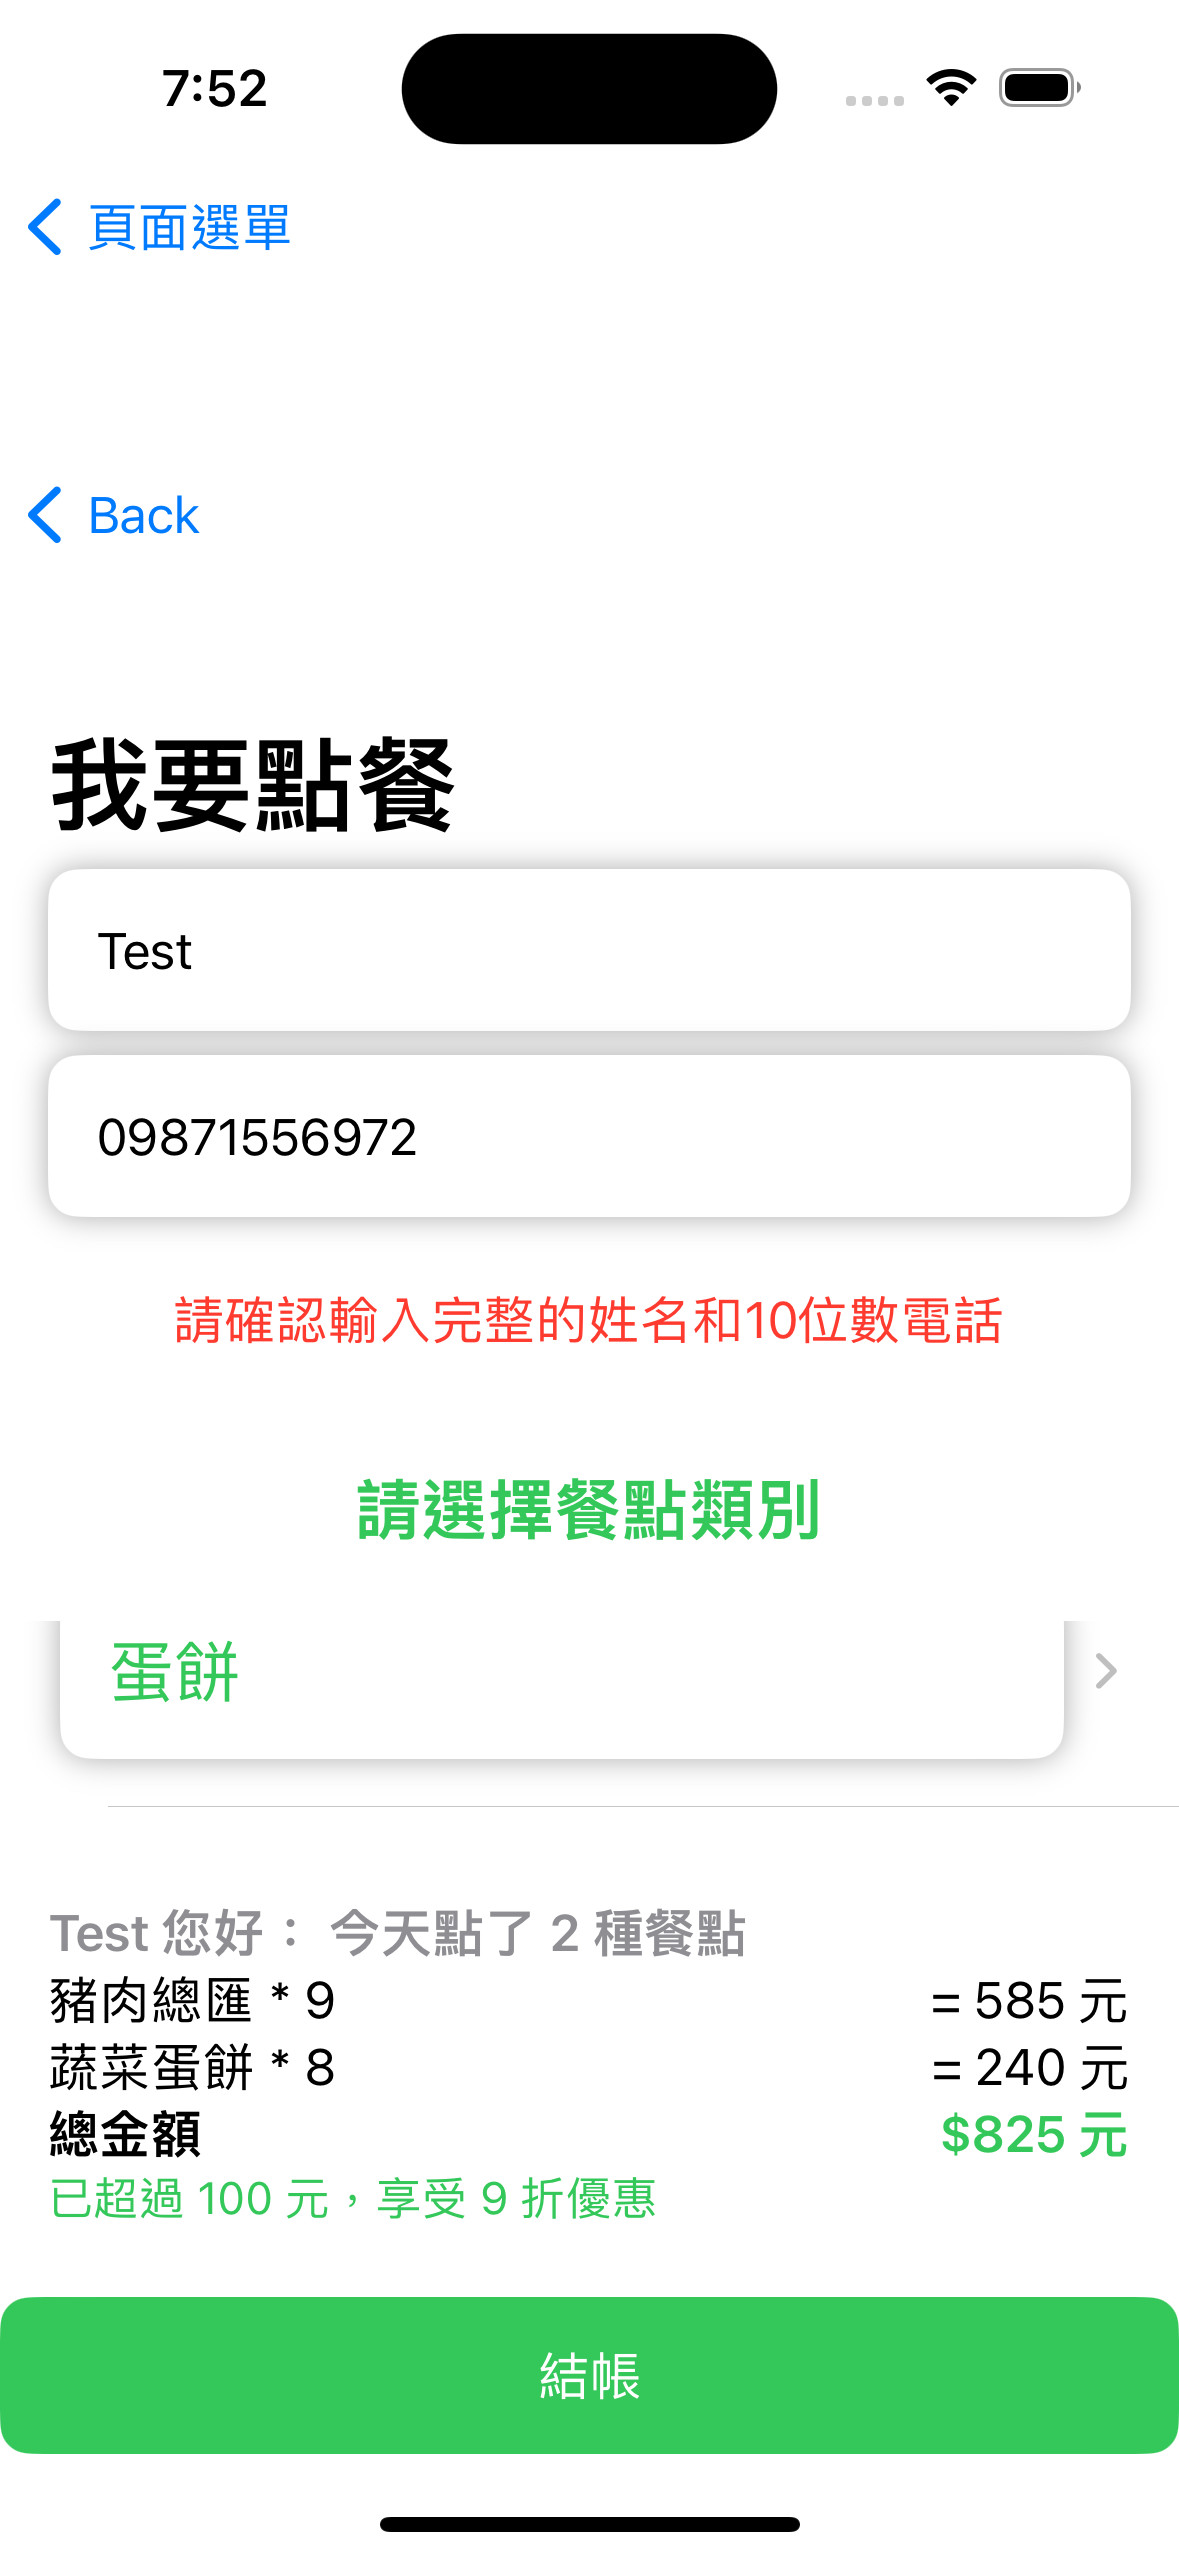 7:52
頁面選單
Back
我要點餐
Test
09871556972
請確認輸入完整的姓名和10位數電話
請選擇餐點類別
蛋餅
Test 您好： 今天點了 2 種餐點
豬肉總匯 * 9 = 585 元
蔬菜蛋餅 * 8 = 240 元
總金額 $825 元
已超過 100 元，享受 9 折優惠
結帳